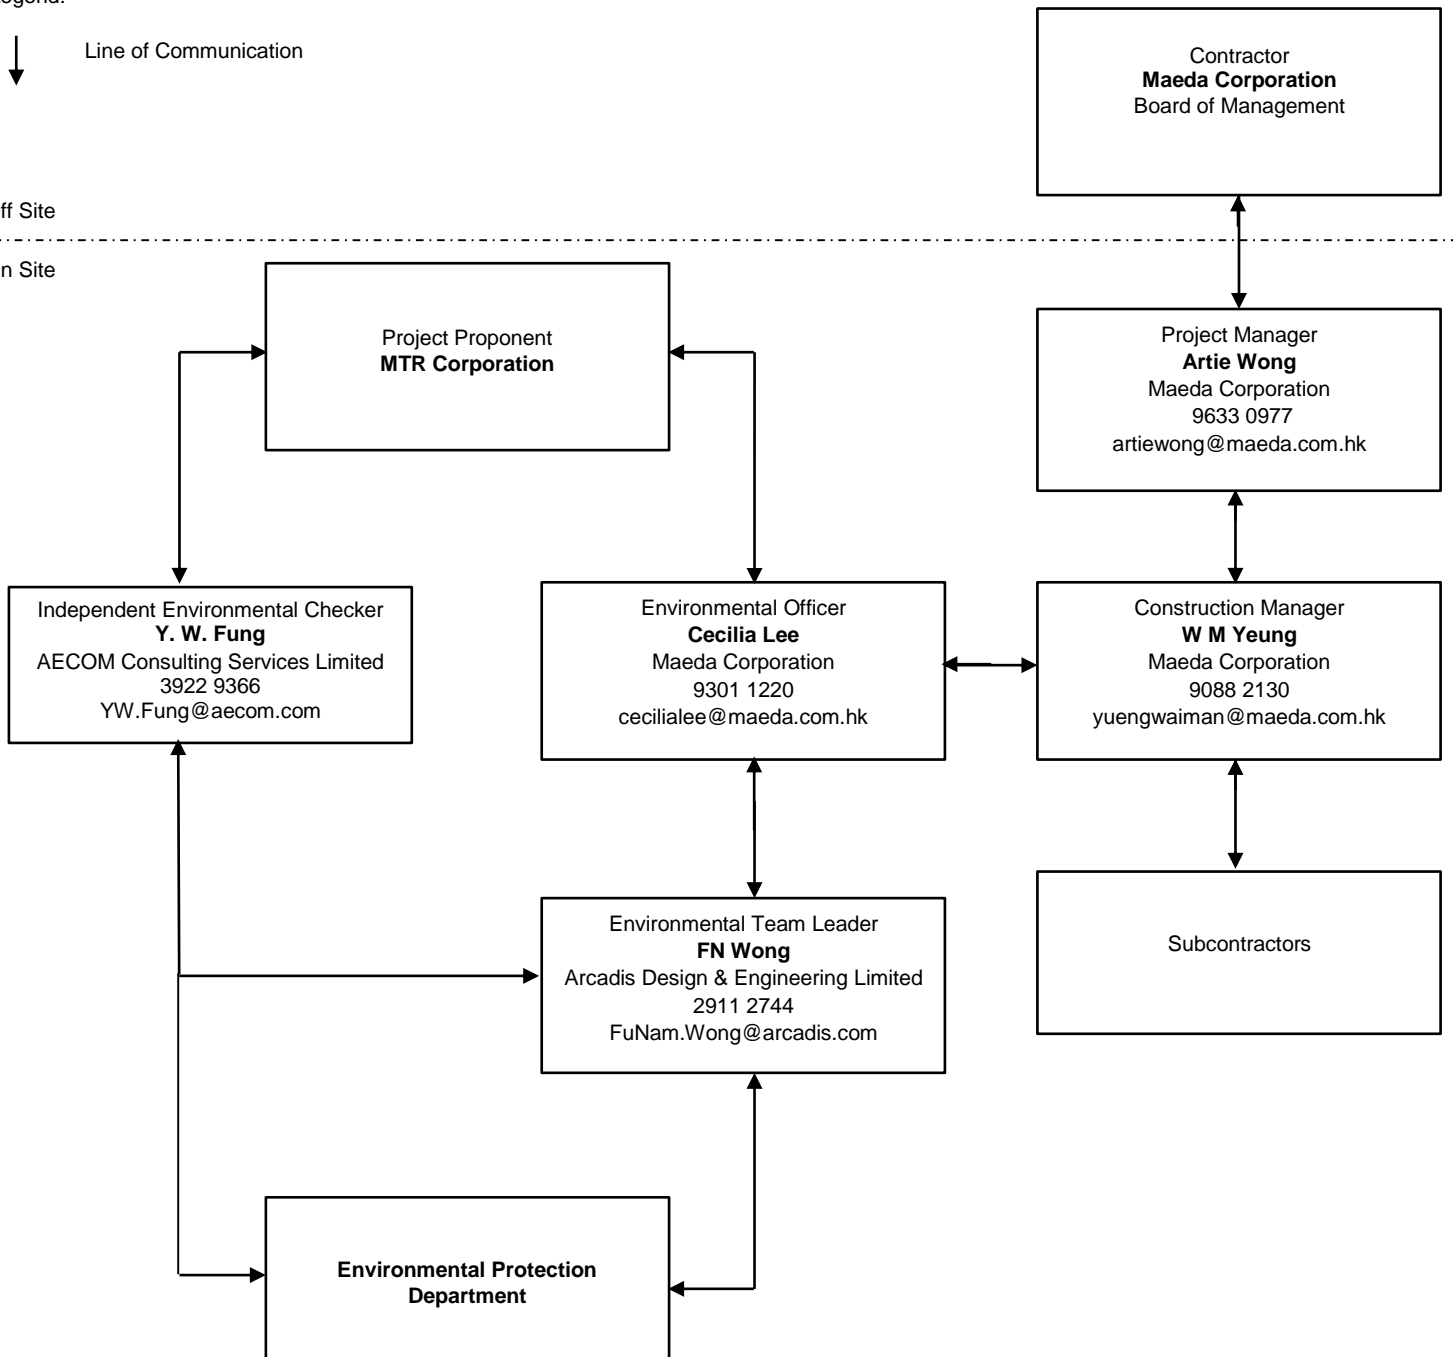 Legend:
Line of Communication
Contractor
Maeda Corporation
Board of Management
ff Site
n Site
Project Proponent
MTR Corporation
Project Manager
Artie Wong
Maeda Corporation
9633 0977
artiewong@maeda.com.hk
Independent Environmental Checker
Y. W. Fung
AECOM Consulting Services Limited
3922 9366
YW.Fung@aecom.com
Environmental Officer
Cecilia Lee
Maeda Corporation
9301 1220
cecilialee@maeda.com.hk
Construction Manager
W M Yeung
Maeda Corporation
9088 2130
yuengwaiman@maeda.com.hk
Environmental Team Leader
FN Wong
Arcadis Design & Engineering Limited
2911 2744
FuNam.Wong@arcadis.com
Subcontractors
Environmental Protection
Department